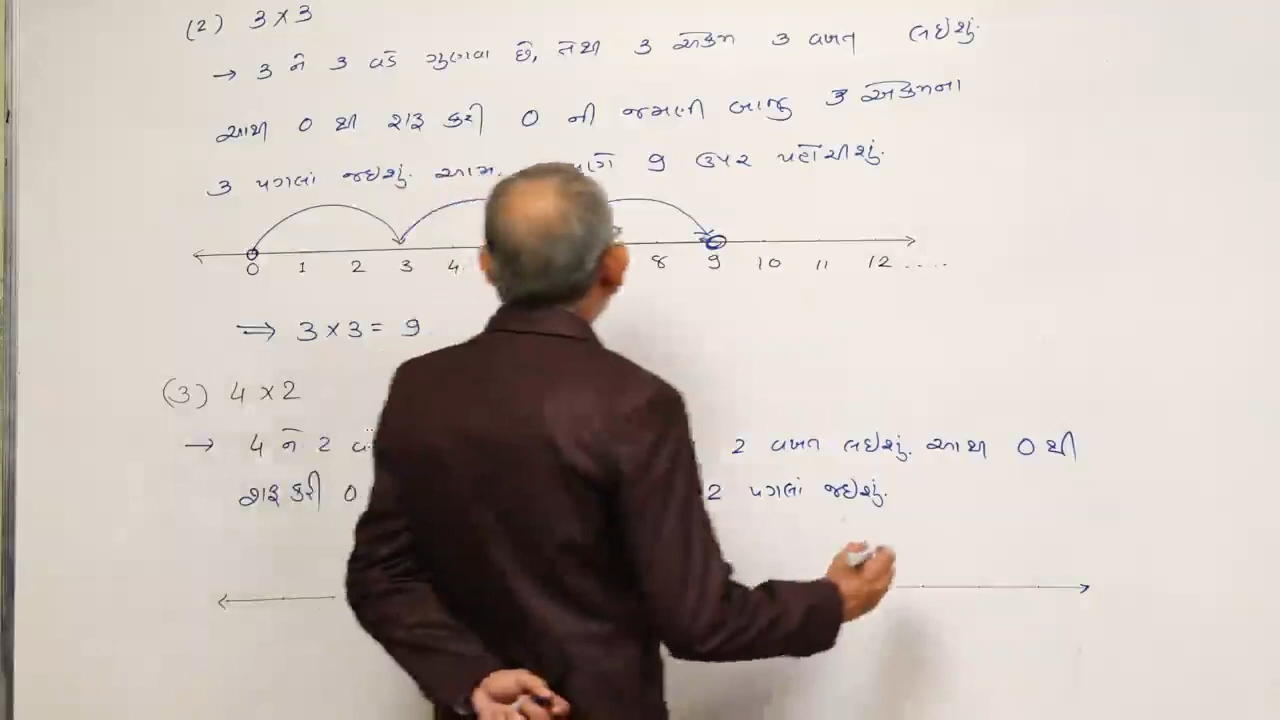 (2) 3 × 3
→ 3 ને 3 વડે ગુણવા છે, તેથી 3 એકમ 3 વખત લઈશું.
આથી 0 થી શરૂ કરી 0 ની જમણી બાજુ 3 એકમના
3 પગલાં જઈશું. આમ, 9 ઉપર પહોંચીશું.
0 1 2 3 4 8 9 10 11 12 ....
⇒ 3 × 3 = 9
(3) 4 × 2
→ 4 ને 2 2 વખત લઈશું. આથી 0 થી
શરૂ કરી 0 2 પગલાં જઈશું.